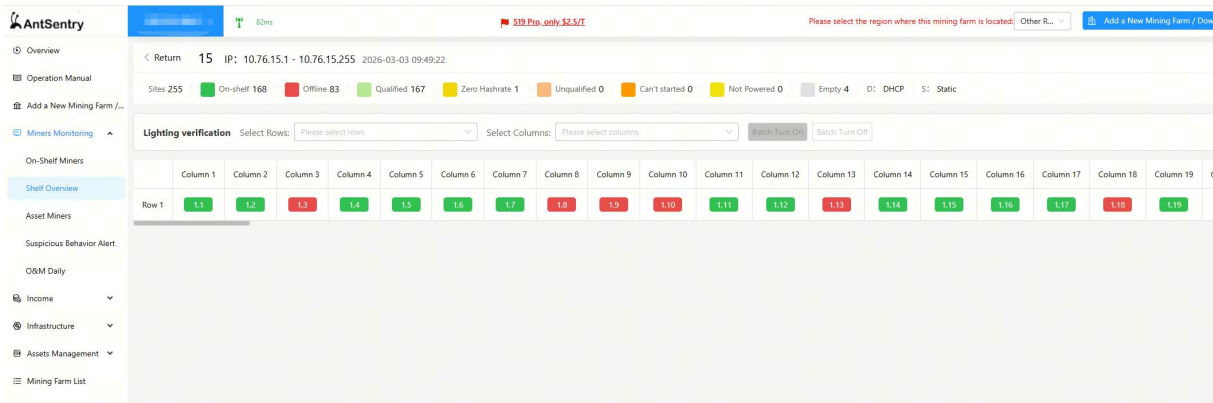 AntSentry
82ms
S19 Pro, only $2.5/T
Please select the region where this mining farm is located: Other R...
Add a New Mining Farm / Dow
Overview
Operation Manual
Add a New Mining Farm /...
Miners Monitoring
On-Shelf Miners
Shelf Overview
Asset Miners
Suspicious Behavior Alert
O&M Daily
Income
Infrastructure
Assets Management
Mining Farm List
< Return 15 IP: 10.76.15.1 - 10.76.15.255 2026-03-03 09:49:22
Sites 255 On-shelf 168 Offline 83 Qualified 167 Zero Hashrate 1 Unqualified 0 Can't started 0 Not Powered 0 Empty 4 D: DHCP S: Static
Lighting verification Select Rows: Please select rows Select Columns: Please select columns Batch Turn On Batch Turn Off
Column 1 Column 2 Column 3 Column 4 Column 5 Column 6 Column 7 Column 8 Column 9 Column 10 Column 11 Column 12 Column 13 Column 14 Column 15 Column 16 Column 17 Column 18 Column 19
Row 1 1.1 1.2 1.3 1.4 1.5 1.6 1.7 1.8 1.9 1.10 1.11 1.12 1.13 1.14 1.15 1.16 1.17 1.18 1.19